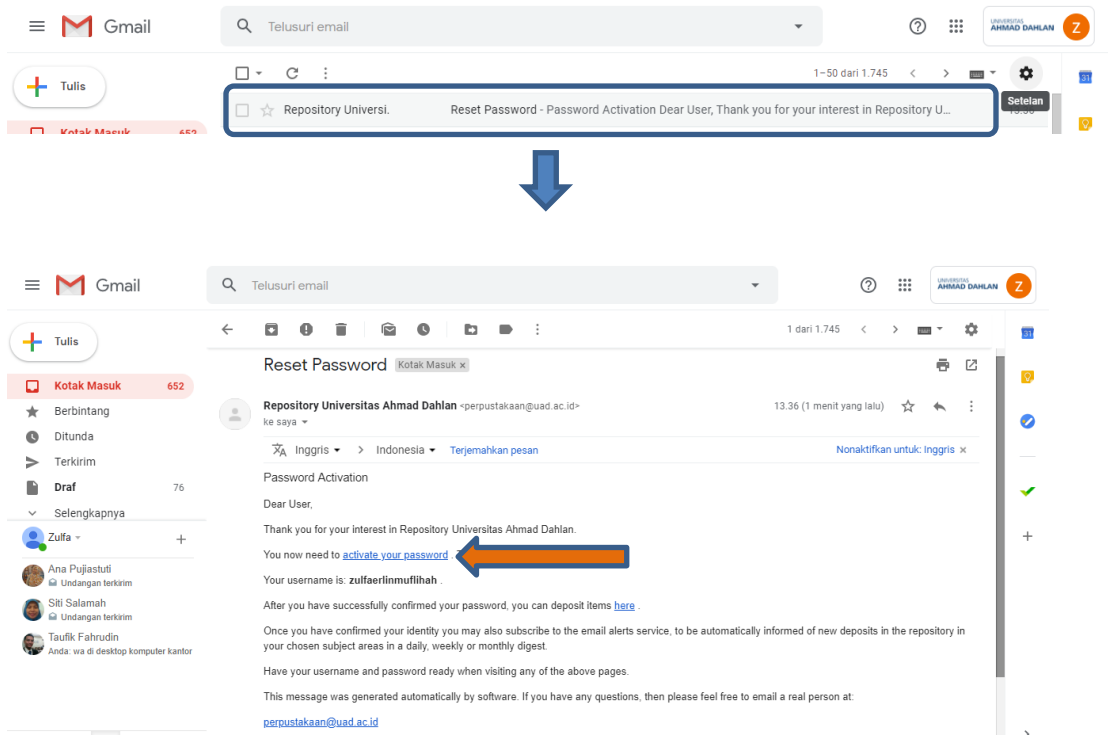 Gmail
Telusuri email
UNIVERSITAS
AHMAD DAHLAN
Z
Tulis
1–50 dari 1.745
31
Setelan
Repository Universi. Reset Password - Password Activation Dear User, Thank you for your interest in Repository U...
13.36
Kotak Masuk 652
Gmail
Telusuri email
UNIVERSITAS
AHMAD DAHLAN
Z
Tulis
1 dari 1.745
31
Reset Password Kotak Masuk ×
Kotak Masuk 652
Berbintang
Ditunda
Terkirim
Draf 76
Selengkapnya
Zulfa
Ana Pujiastuti
Undangan terkirim
Siti Salamah
Undangan terkirim
Taufik Fahrudin
Anda: wa di desktop komputer kantor
Repository Universitas Ahmad Dahlan <perpustakaan@uad.ac.id>
13.36 (1 menit yang lalu)
ke saya
Inggris > Indonesia Terjemahkan pesan
Nonaktifkan untuk: Inggris ×
Password Activation
Dear User,
Thank you for your interest in Repository Universitas Ahmad Dahlan.
You now need to activate your password .
Your username is: zulfaerlinmuflihah .
After you have successfully confirmed your password, you can deposit items here .
Once you have confirmed your identity you may also subscribe to the email alerts service, to be automatically informed of new deposits in the repository in
your chosen subject areas in a daily, weekly or monthly digest.
Have your username and password ready when visiting any of the above pages.
This message was generated automatically by software. If you have any questions, then please feel free to email a real person at:
perpustakaan@uad.ac.id